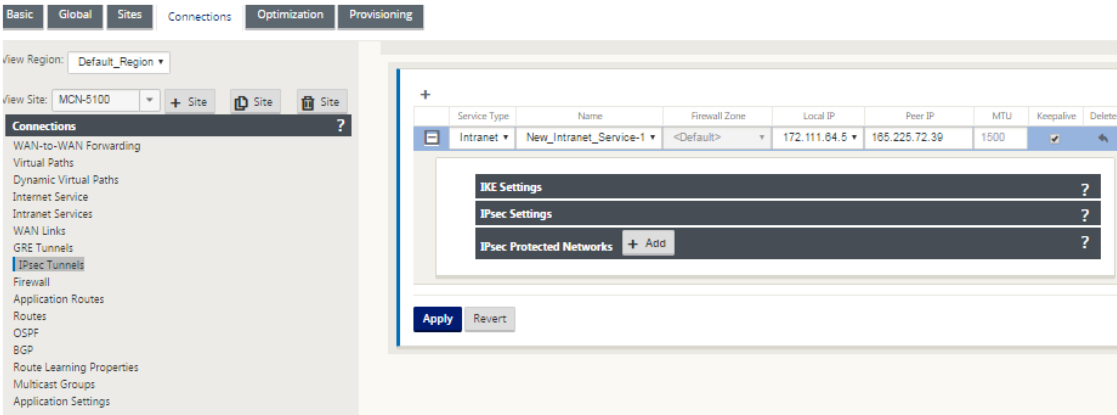 Basic Global Sites Connections Optimization Provisioning
View Region: Default_Region
View Site: MCN-5100 + Site Site Site
Connections ?
WAN-to-WAN Forwarding
Virtual Paths
Dynamic Virtual Paths
Internet Service
Intranet Services
WAN Links
GRE Tunnels
IPsec Tunnels
Firewall
Application Routes
Routes
OSPF
BGP
Route Learning Properties
Multicast Groups
Application Settings
+
Service Type Name Firewall Zone Local IP Peer IP MTU Keepalive Delete
Intranet New_Intranet_Service-1 <Default> 172.111.64.5 165.225.72.39 1500
IKE Settings ?
IPsec Settings ?
IPsec Protected Networks + Add ?
Apply Revert